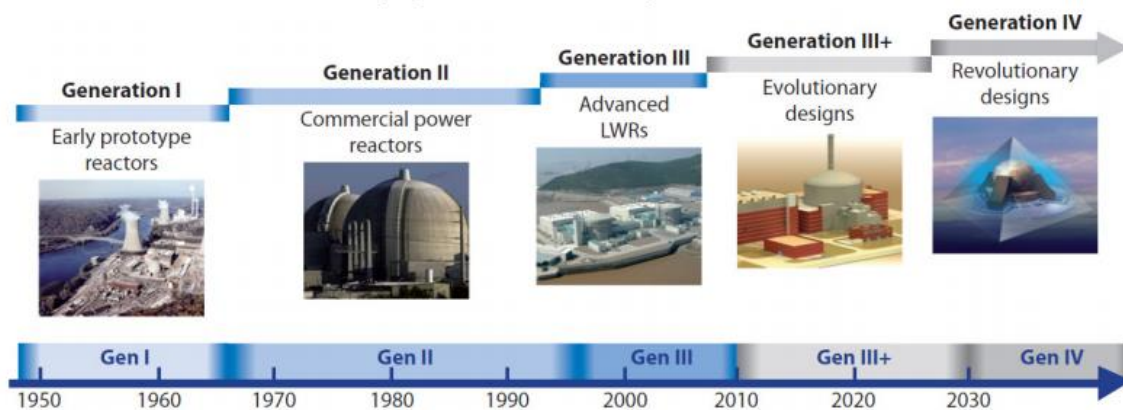 Generation I
Early prototype
reactors
Generation II
Commercial power
reactors
Generation III
Advanced
LWRs
Generation III+
Evolutionary
designs
Generation IV
Revolutionary
designs
Gen I
Gen II
Gen III
Gen III+
Gen IV
1950
1960
1970
1980
1990
2000
2010
2020
2030